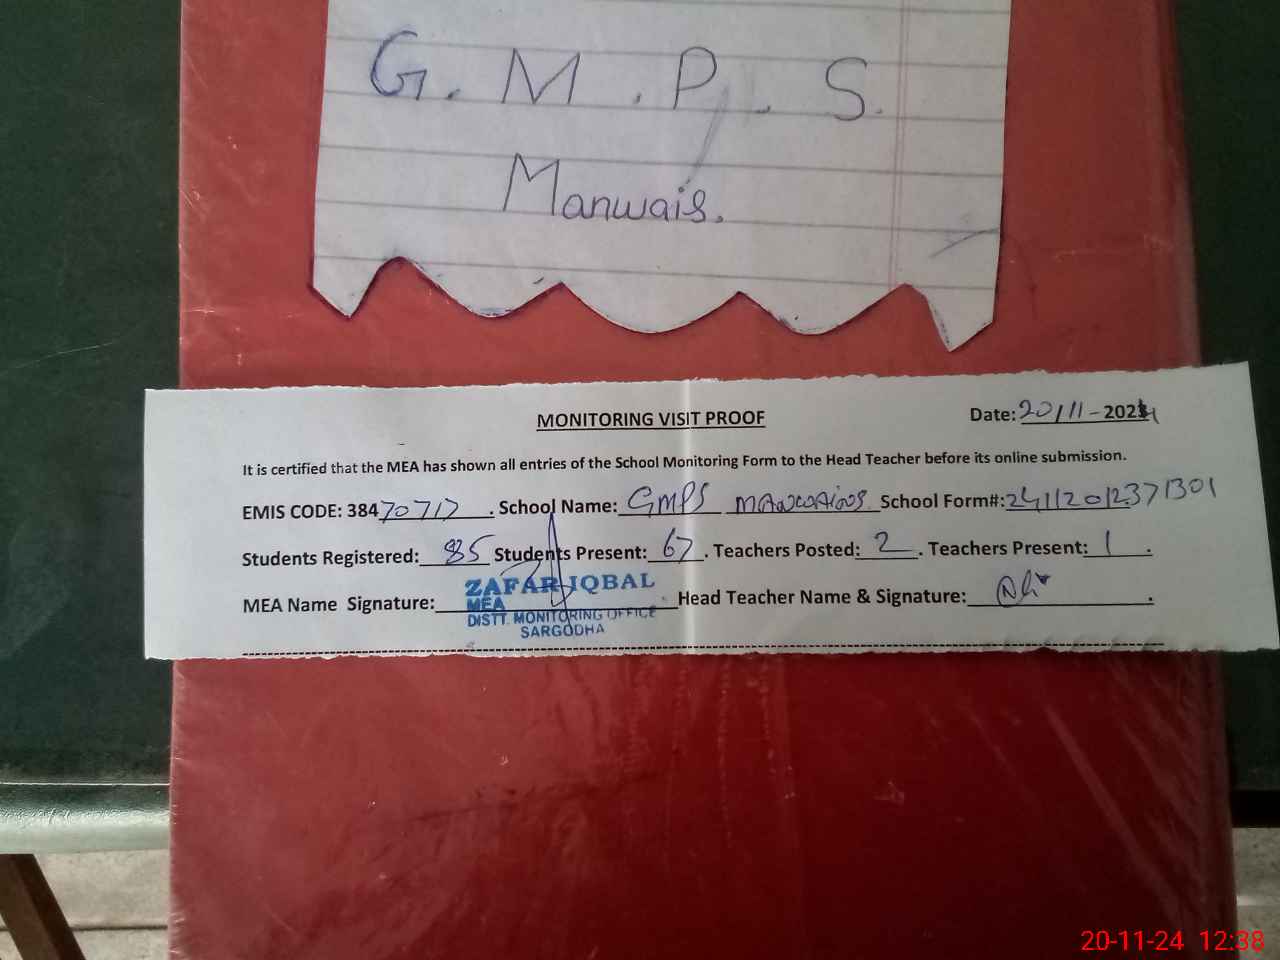 G. M. P. S.
Manwais.
MONITORING VISIT PROOF
Date: 20/11-2024
It is certified that the MEA has shown all entries of the School Monitoring Form to the Head Teacher before its online submission.
EMIS CODE: 38470717. School Name: GMPS School Form#: 24112012371301
Students Registered: 85 Students Present: 67. Teachers Posted: 2. Teachers Present: 1.
MEA Name Signature: Head Teacher Name & Signature:
ZAFAR IQBAL
MEA
DISTT. MONITORING OFFICE
SARGODHA
20-11-24 12:38